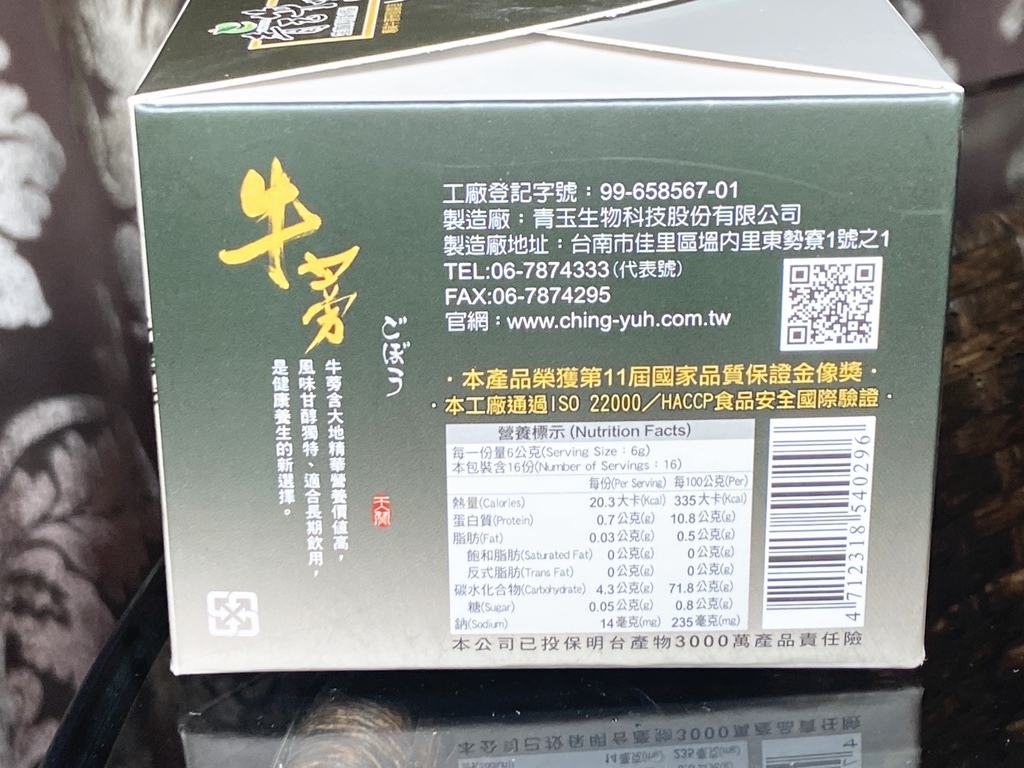 牛蒡
ごぼう
牛蒡含大地精華營養價值高，
風味甘醇獨特、適合長期飲用，
是健康養生的新選擇。
工廠登記字號：99-658567-01
製造廠：青玉生物科技股份有限公司
製造廠地址：台南市佳里區塭內里東勢寮1號之1
TEL:06-7874333(代表號)
FAX:06-7874295
官網：www.ching-yuh.com.tw
·本產品榮獲第11屆國家品質保證金像獎·
·本工廠通過ISO 22000／HACCP食品安全國際驗證·
營養標示 (Nutrition Facts)
每一份量6公克(Serving Size：6g)
本包裝含16份(Number of Servings：16)
每份(Per Serving) 每100公克(Per)
熱量(Calories) 20.3大卡(Kcal) 335大卡(Kcal)
蛋白質(Protein) 0.7公克(g) 10.8公克(g)
脂肪(Fat) 0.03公克(g) 0.5公克(g)
飽和脂肪(Saturated Fat) 0公克(g) 0公克(g)
反式脂肪(Trans Fat) 0公克(g) 0公克(g)
碳水化合物(Carbohydrate) 4.3公克(g) 71.8公克(g)
糖(Sugar) 0.05公克(g) 0.8公克(g)
鈉(Sodium) 14毫克(mg) 235毫克(mg)
4 712318 540296
本公司已投保明台產物3000萬產品責任險